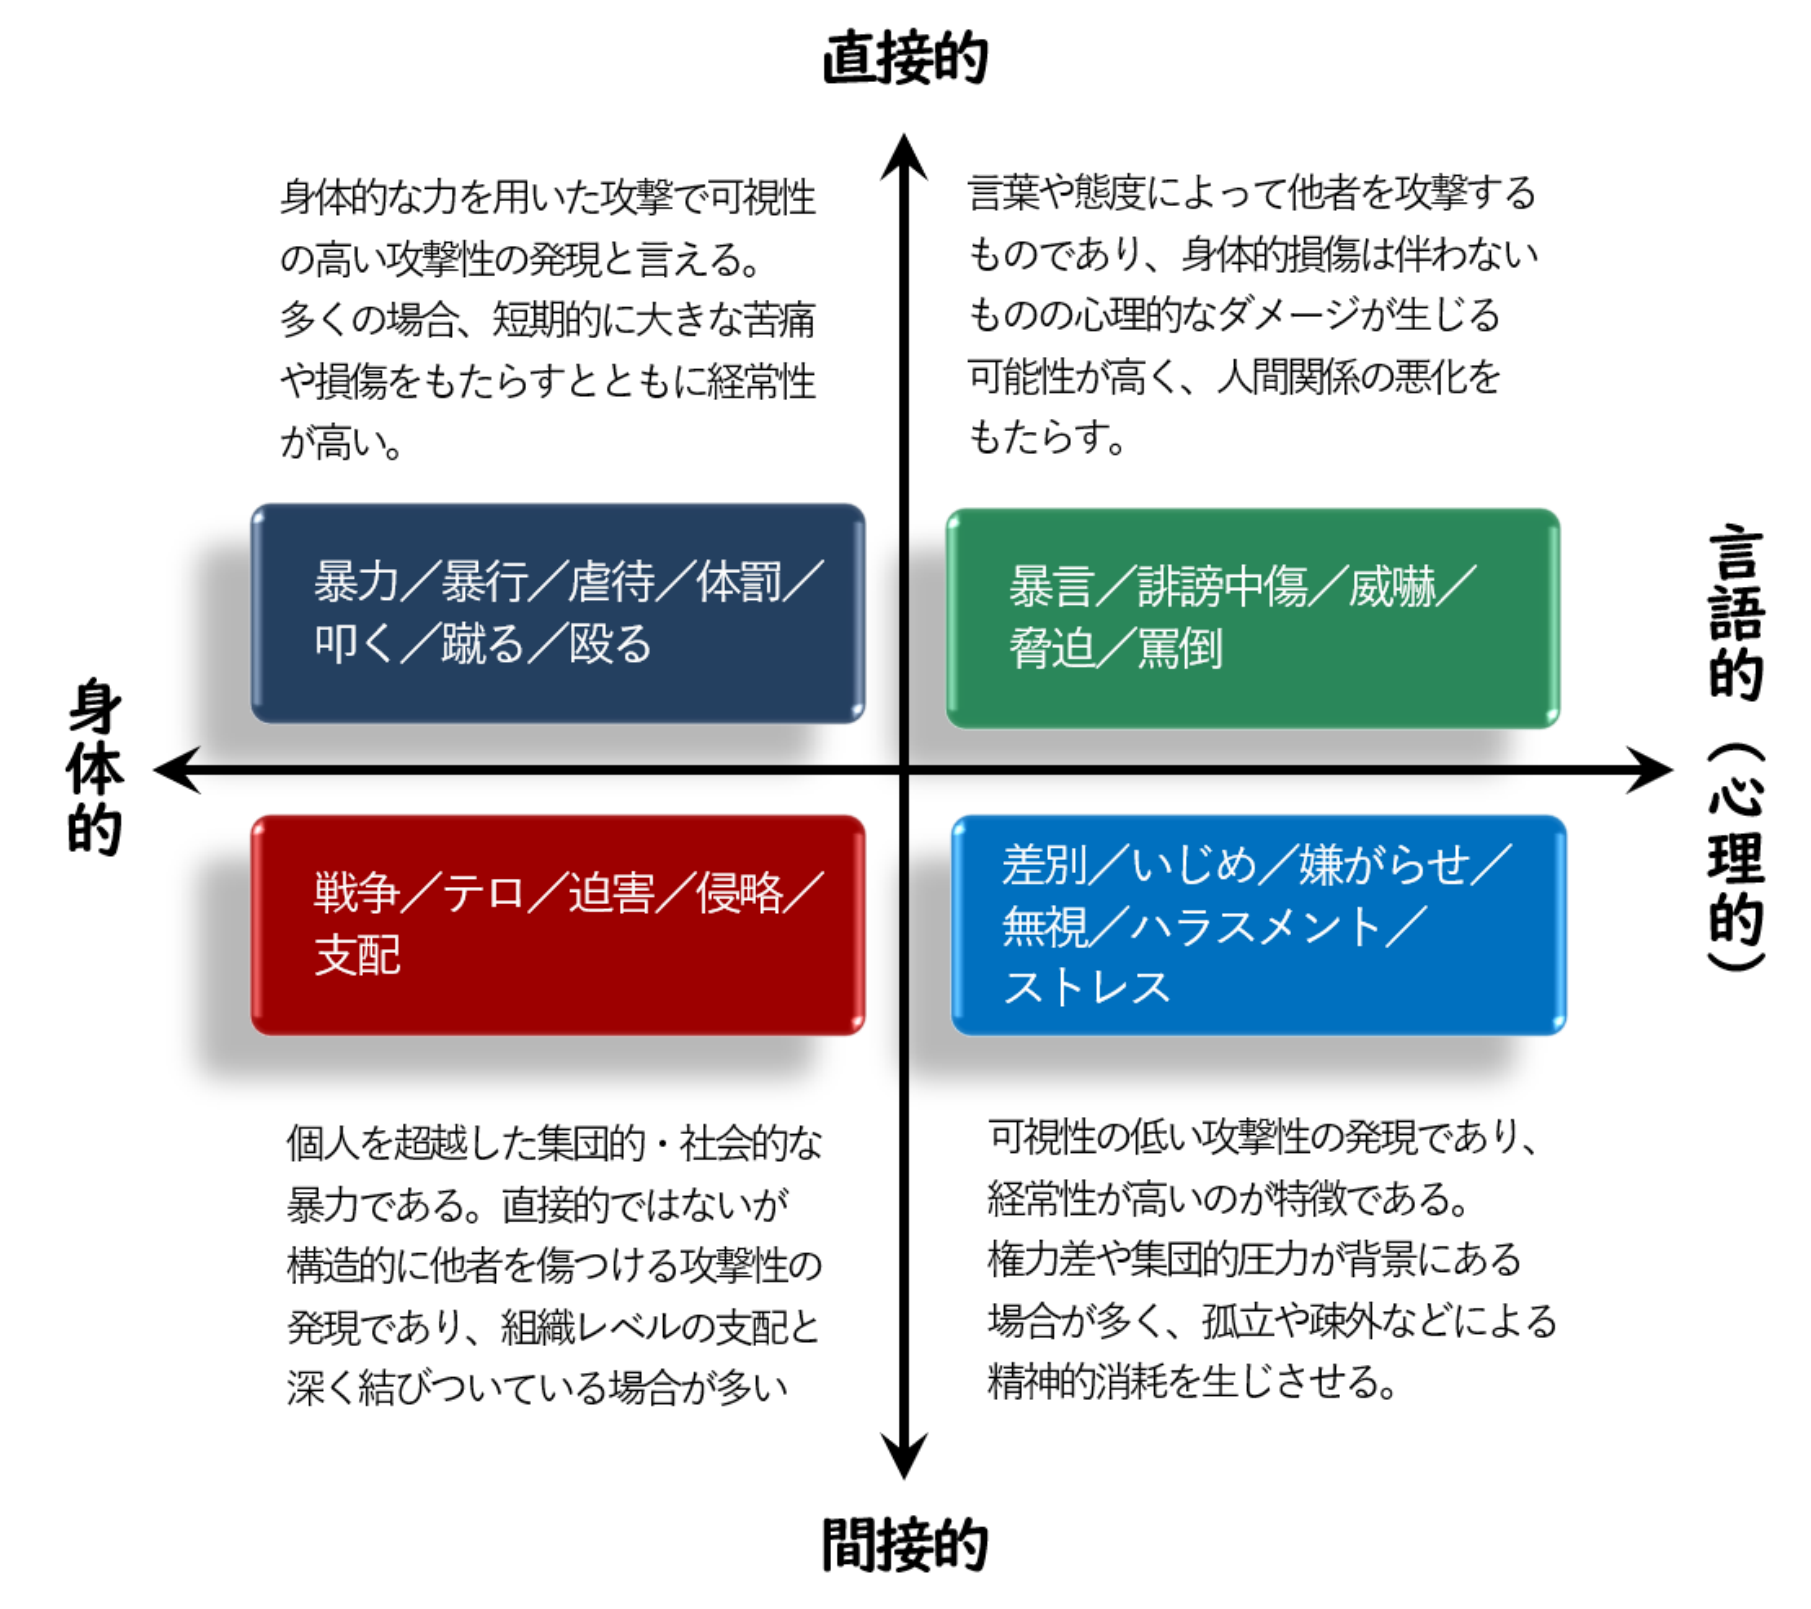 直接的
身体的な力を用いた攻撃で可視性
の高い攻撃性の発現と言える。
多くの場合、短期的に大きな苦痛
や損傷をもたらすとともに経常性
が高い。
言葉や態度によって他者を攻撃する
ものであり、身体的損傷は伴わない
ものの心理的なダメージが生じる
可能性が高く、人間関係の悪化を
もたらす。
暴力／暴行／虐待／体罰／
叩く／蹴る／殴る
暴言／誹謗中傷／威嚇／
脅迫／罵倒
身体的
言語的（心理的）
戦争／テロ／迫害／侵略／
支配
差別／いじめ／嫌がらせ／
無視／ハラスメント／
ストレス
個人を超越した集団的・社会的な
暴力である。直接的ではないが
構造的に他者を傷つける攻撃性の
発現であり、組織レベルの支配と
深く結びついている場合が多い
可視性の低い攻撃性の発現であり、
経常性が高いのが特徴である。
権力差や集団的圧力が背景にある
場合が多く、孤立や疎外などによる
精神的消耗を生じさせる。
間接的